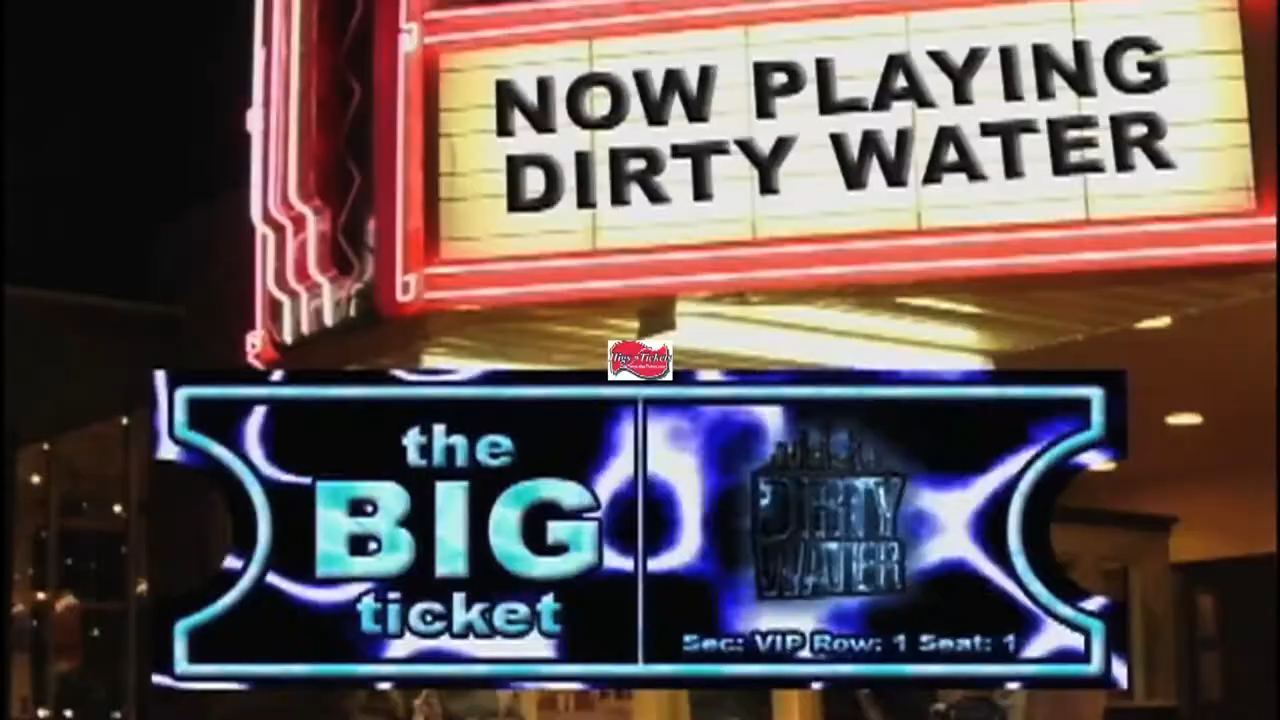 NOW PLAYING
DIRTY WATER
the
BIG
ticket
DIRTY
WATER
Sec: VIP Row: 1 Seat: 1